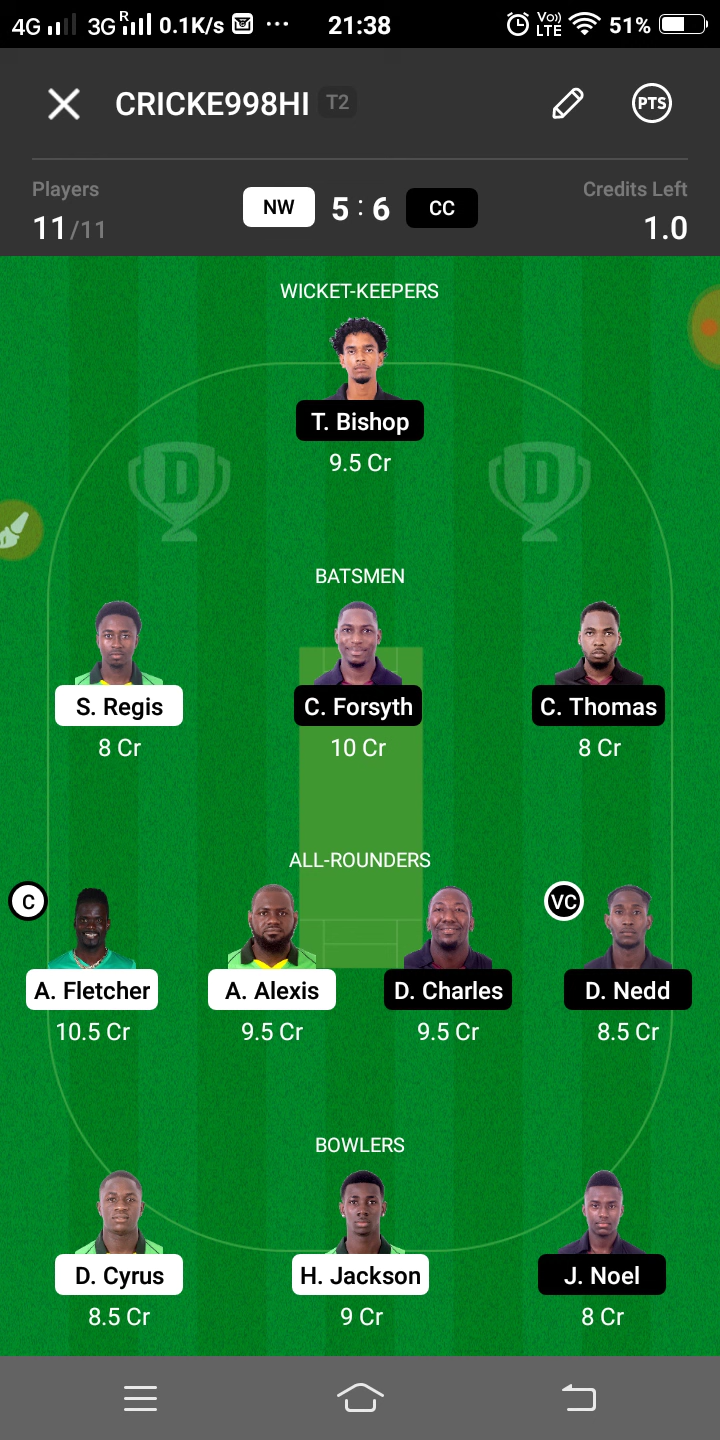 4G 3G R 0.1K/s ... 21:38 Vo)) LTE 51%
CRICKE998HI T2 PTS
Players Credits Left
NW 5 : 6 CC
11/11 1.0
WICKET-KEEPERS
T. Bishop
9.5 Cr
D D
BATSMEN
S. Regis C. Forsyth C. Thomas
8 Cr 10 Cr 8 Cr
ALL-ROUNDERS
C VC
A. Fletcher A. Alexis D. Charles D. Nedd
10.5 Cr 9.5 Cr 9.5 Cr 8.5 Cr
BOWLERS
D. Cyrus H. Jackson J. Noel
8.5 Cr 9 Cr 8 Cr